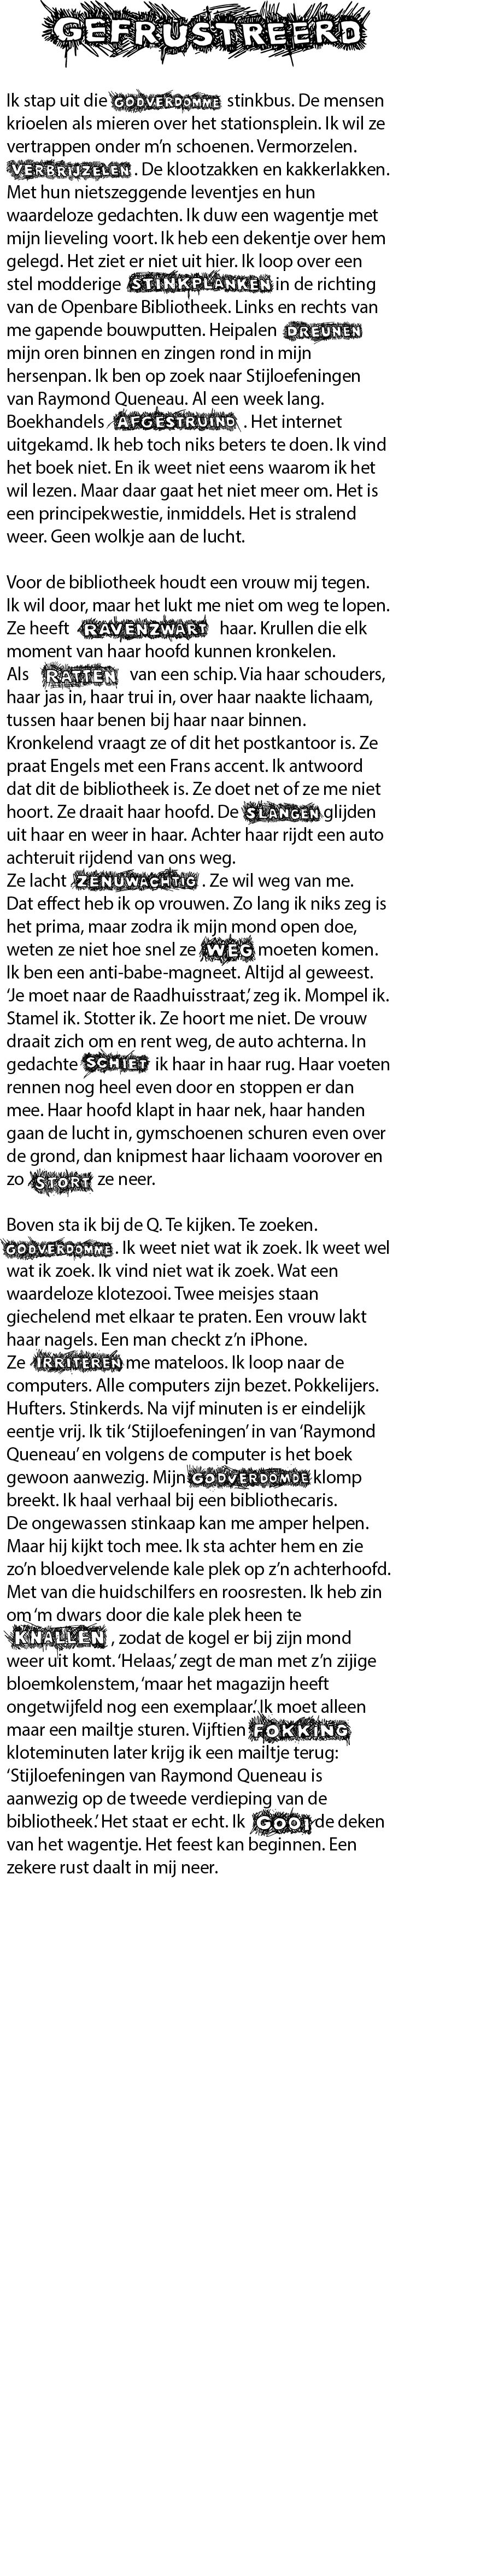 GEFRUSTREERD
Ik stap uit die GODVERDOMME stinkbus. De mensen
krioelen als mieren over het stationsplein. Ik wil ze
vertrappen onder m’n schoenen. Vermorzelen.
VERBRIJZELEN. De klootzakken en kakkerlakken.
Met hun nietszeggende leventjes en hun
waardeloze gedachten. Ik duw een wagentje met
mijn lieveling voort. Ik heb een dekentje over hem
gelegd. Het ziet er niet uit hier. Ik loop over een
stel modderige STINKPLANKEN in de richting
van de Openbare Bibliotheek. Links en rechts van
me gapende bouwputten. Heipalen DREUNEN
mijn oren binnen en zingen rond in mijn
hersenpan. Ik ben op zoek naar Stijloefeningen
van Raymond Queneau. Al een week lang.
Boekhandels AFGESTRUIND. Het internet
uitgekamd. Ik heb toch niks beters te doen. Ik vind
het boek niet. En ik weet niet eens waarom ik het
wil lezen. Maar daar gaat het niet meer om. Het is
een principekwestie, inmiddels. Het is stralend
weer. Geen wolkje aan de lucht.
Voor de bibliotheek houdt een vrouw mij tegen.
Ik wil door, maar het lukt me niet om weg te lopen.
Ze heeft RAVENZWART haar. Krullen die elk
moment van haar hoofd kunnen kronkelen.
Als RATTEN van een schip. Via haar schouders,
haar jas in, haar trui in, over haar naakte lichaam,
tussen haar benen bij haar naar binnen.
Kronkelend vraagt ze of dit het postkantoor is. Ze
praat Engels met een Frans accent. Ik antwoord
dat dit de bibliotheek is. Ze doet net of ze me niet
hoort. Ze draait haar hoofd. De SLANGEN glijden
uit haar en weer in haar. Achter haar rijdt een auto
achteruit rijdend van ons weg.
Ze lacht ZENUWACHTIG. Ze wil weg van me.
Dat effect heb ik op vrouwen. Zo lang ik niks zeg is
het prima, maar zodra ik mijn mond open doe,
weten ze niet hoe snel ze WEG moeten komen.
Ik ben een anti-babe-magneet. Altijd al geweest.
‘Je moet naar de Raadhuisstraat,’ zeg ik. Mompel ik.
Stamel ik. Stotter ik. Ze hoort me niet. De vrouw
draait zich om en rent weg, de auto achterna. In
gedachte SCHIET ik haar in haar rug. Haar voeten
rennen nog heel even door en stoppen er dan
mee. Haar hoofd klapt in haar nek, haar handen
gaan de lucht in, gymschoenen schuren even over
de grond, dan knipmest haar lichaam voorover en
zo STORT ze neer.
Boven sta ik bij de Q. Te kijken. Te zoeken.
GODVERDOMME. Ik weet niet wat ik zoek. Ik weet wel
wat ik zoek. Ik vind niet wat ik zoek. Wat een
waardeloze klotezooi. Twee meisjes staan
giechelend met elkaar te praten. Een vrouw lakt
haar nagels. Een man checkt z’n iPhone.
Ze IRRITEREN me mateloos. Ik loop naar de
computers. Alle computers zijn bezet. Pokkelijers.
Hufters. Stinkerds. Na vijf minuten is er eindelijk
eentje vrij. Ik tik ‘Stijloefeningen’ in van ‘Raymond
Queneau’ en volgens de computer is het boek
gewoon aanwezig. Mijn GODVERDOMDE klomp
breekt. Ik haal verhaal bij een bibliothecaris.
De ongewassen stinkaap kan me amper helpen.
Maar hij kijkt toch mee. Ik sta achter hem en zie
zo’n bloedvervelende kale plek op z’n achterhoofd.
Met van die huidschilfers en roosresten. Ik heb zin
om ‘m dwars door die kale plek heen te
KNALLEN, zodat de kogel er bij zijn mond
weer uit komt. ‘Helaas,’ zegt de man met z’n zijige
bloemkolenstem, ‘maar het magazijn heeft
ongetwijfeld nog een exemplaar.’ Ik moet alleen
maar een mailtje sturen. Vijftien FOKKING
kloteminuten later krijg ik een mailtje terug:
‘Stijloefeningen van Raymond Queneau is
aanwezig op de tweede verdieping van de
bibliotheek.’ Het staat er echt. Ik GOOI de deken
van het wagentje. Het feest kan beginnen. Een
zekere rust daalt in mij neer.